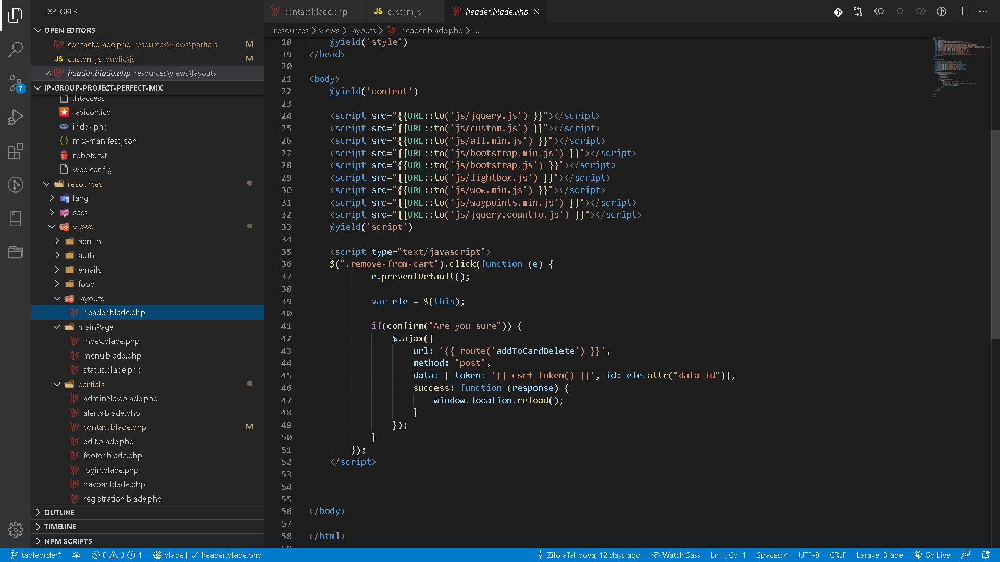 EXPLORER
OPEN EDITORS
contact.blade.php resources\views\partials M
custom.js public\js M
header.blade.php resources\views\layouts
IP-GROUP-PROJECT-PERFECT-MIX
.htaccess
favicon.ico
index.php
mix-manifest.json
robots.txt
web.config
resources
lang
sass
views
admin
auth
emails
food
layouts
header.blade.php
mainPage
index.blade.php
menu.blade.php
status.blade.php
partials
adminNav.blade.php
alerts.blade.php
contact.blade.php M
edit.blade.php
footer.blade.php
login.blade.php
navbar.blade.php
registration.blade.php
OUTLINE
TIMELINE
NPM SCRIPTS
7
contact.blade.php JS custom.js header.blade.php
resources > views > layouts > header.blade.php > ...
18 @yield('style')
19 </head>
20
21 <body>
22 @yield('content')
23
24 <script src="{{URL::to('js/jquery.js') }}"></script>
25 <script src="{{URL::to('js/custom.js') }}"></script>
26 <script src="{{URL::to('js/all.min.js') }}"></script>
27 <script src="{{URL::to('js/bootstrap.min.js') }}"></script>
28 <script src="{{URL::to('js/bootstrap.js') }}"></script>
29 <script src="{{URL::to('js/lightbox.js') }}"></script>
30 <script src="{{URL::to('js/wow.min.js') }}"></script>
31 <script src="{{URL::to('js/waypoints.min.js') }}"></script>
32 <script src="{{URL::to('js/jquery.countTo.js') }}"></script>
33 @yield('script')
34
35 <script type="text/javascript">
36 $(".remove-from-cart").click(function (e) {
37 e.preventDefault();
38
39 var ele = $(this);
40
41 if(confirm("Are you sure")) {
42 $.ajax({
43 url: '{{ route('addToCardDelete') }}',
44 method: "post",
45 data: {_token: '{{ csrf_token() }}', id: ele.attr("data-id")},
46 success: function (response) {
47 window.location.reload();
48 }
49 });
50 }
51 });
52 </script>
53
54
55
56 </body>
57
58 </html>
tableorder* 0 0 1 blade | header.blade.php ZilolaTalipova, 12 days ago Watch Sass Ln 1, Col 1 Spaces: 4 UTF-8 CRLF Laravel Blade Go Live